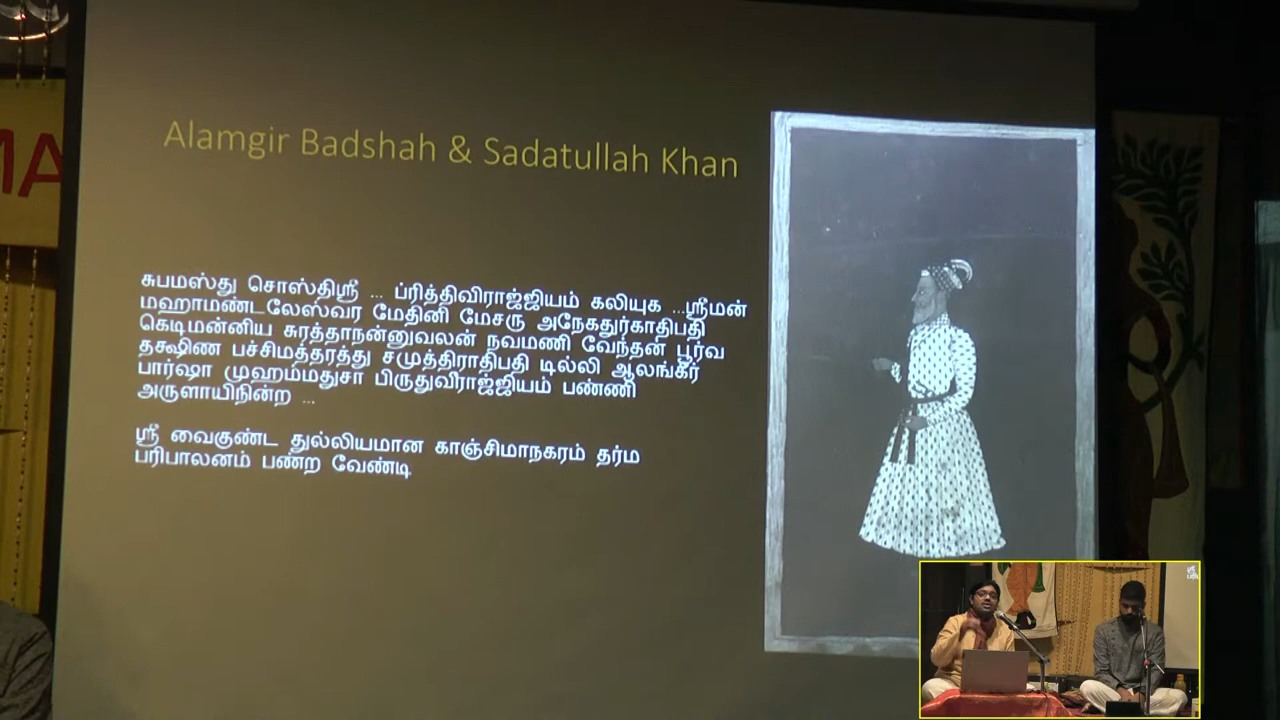 MA
Alamgir Badshah & Sadatullah Khan
சுபமஸ்து சொஸ்திஸ்ரீ ... ப்ரித்திவிராஜ்ஜியம் கலியுக ...ஸ்ரீமன்
மஹாமண்டலேஸ்வர மேதினி மேசரு அநேகதுர்காதிபதி
கெடிமன்னிய சுரத்தாநன்னுவலன் நவமணி வேந்தன் பூர்வ
தக்ஷிண பச்சிமத்தரத்து சமுத்திராதிபதி டில்லி ஆலங்கீர்
பார்ஷா முஹம்மதுசா பிருதுவிராஜ்ஜியம் பண்ணி
அருளாயிநின்ற ...
ஸ்ரீ வைகுண்ட துல்லியமான காஞ்சிமாநகரம் தர்ம
பரிபாலனம் பண்ற வேண்டி